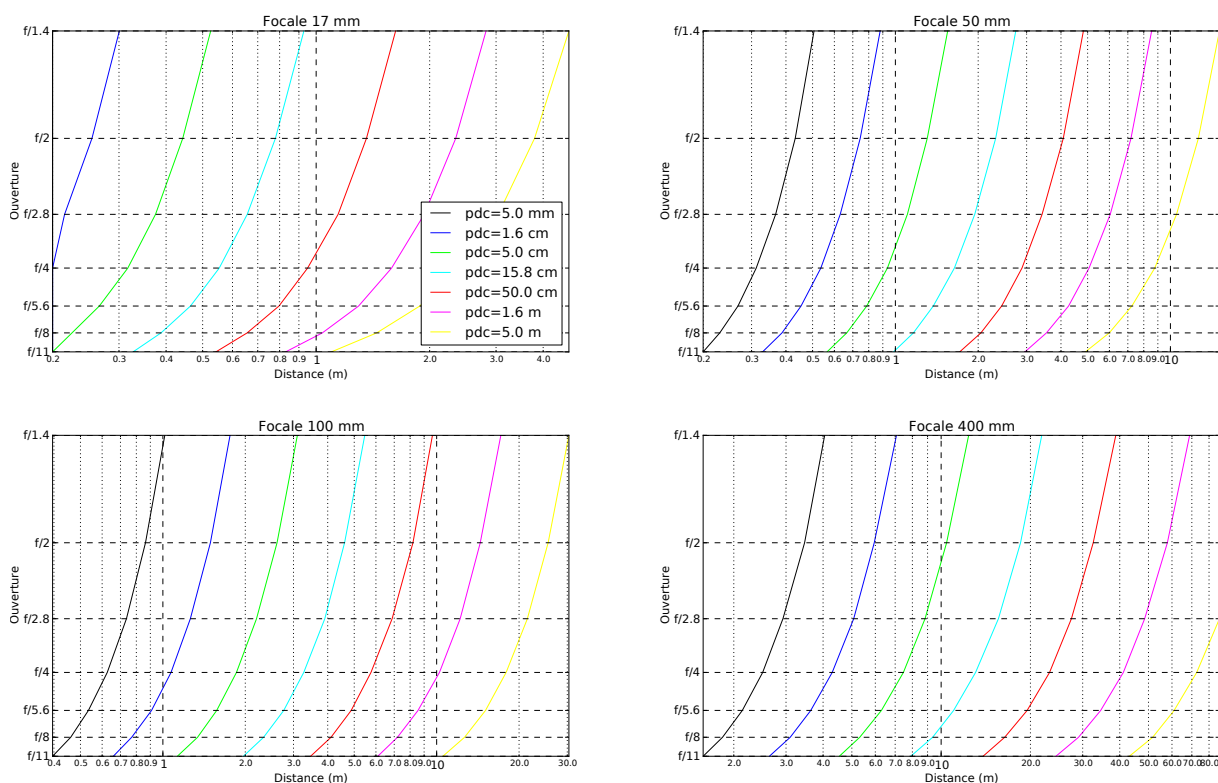 Focale 17 mm
f/1.4
f/2
f/2.8
f/4
f/5.6
f/8
f/11
Ouverture
pdc=5.0 mm
pdc=1.6 cm
pdc=5.0 cm
pdc=15.8 cm
pdc=50.0 cm
pdc=1.6 m
pdc=5.0 m
0.2 0.3 0.4 0.5 0.6 0.7 0.8 0.9 1 2.0 3.0 4.0
Distance (m)
Focale 50 mm
f/1.4
f/2
f/2.8
f/4
f/5.6
f/8
f/11
Ouverture
0.2 0.3 0.4 0.5 0.6 0.7 0.8 0.9 1 2.0 3.0 4.0 5.0 6.0 7.0 8.0 9.0 10
Distance (m)
Focale 100 mm
f/1.4
f/2
f/2.8
f/4
f/5.6
f/8
f/11
Ouverture
0.4 0.5 0.6 0.7 0.8 0.9 1 2.0 3.0 4.0 5.0 6.0 7.0 8.0 9.0 10 20.0 30.0
Distance (m)
Focale 400 mm
f/1.4
f/2
f/2.8
f/4
f/5.6
f/8
f/11
Ouverture
2.0 3.0 4.0 5.0 6.0 7.0 8.0 9.0 10 20.0 30.0 40.0 50.0 60.0 70.0 80.0
Distance (m)